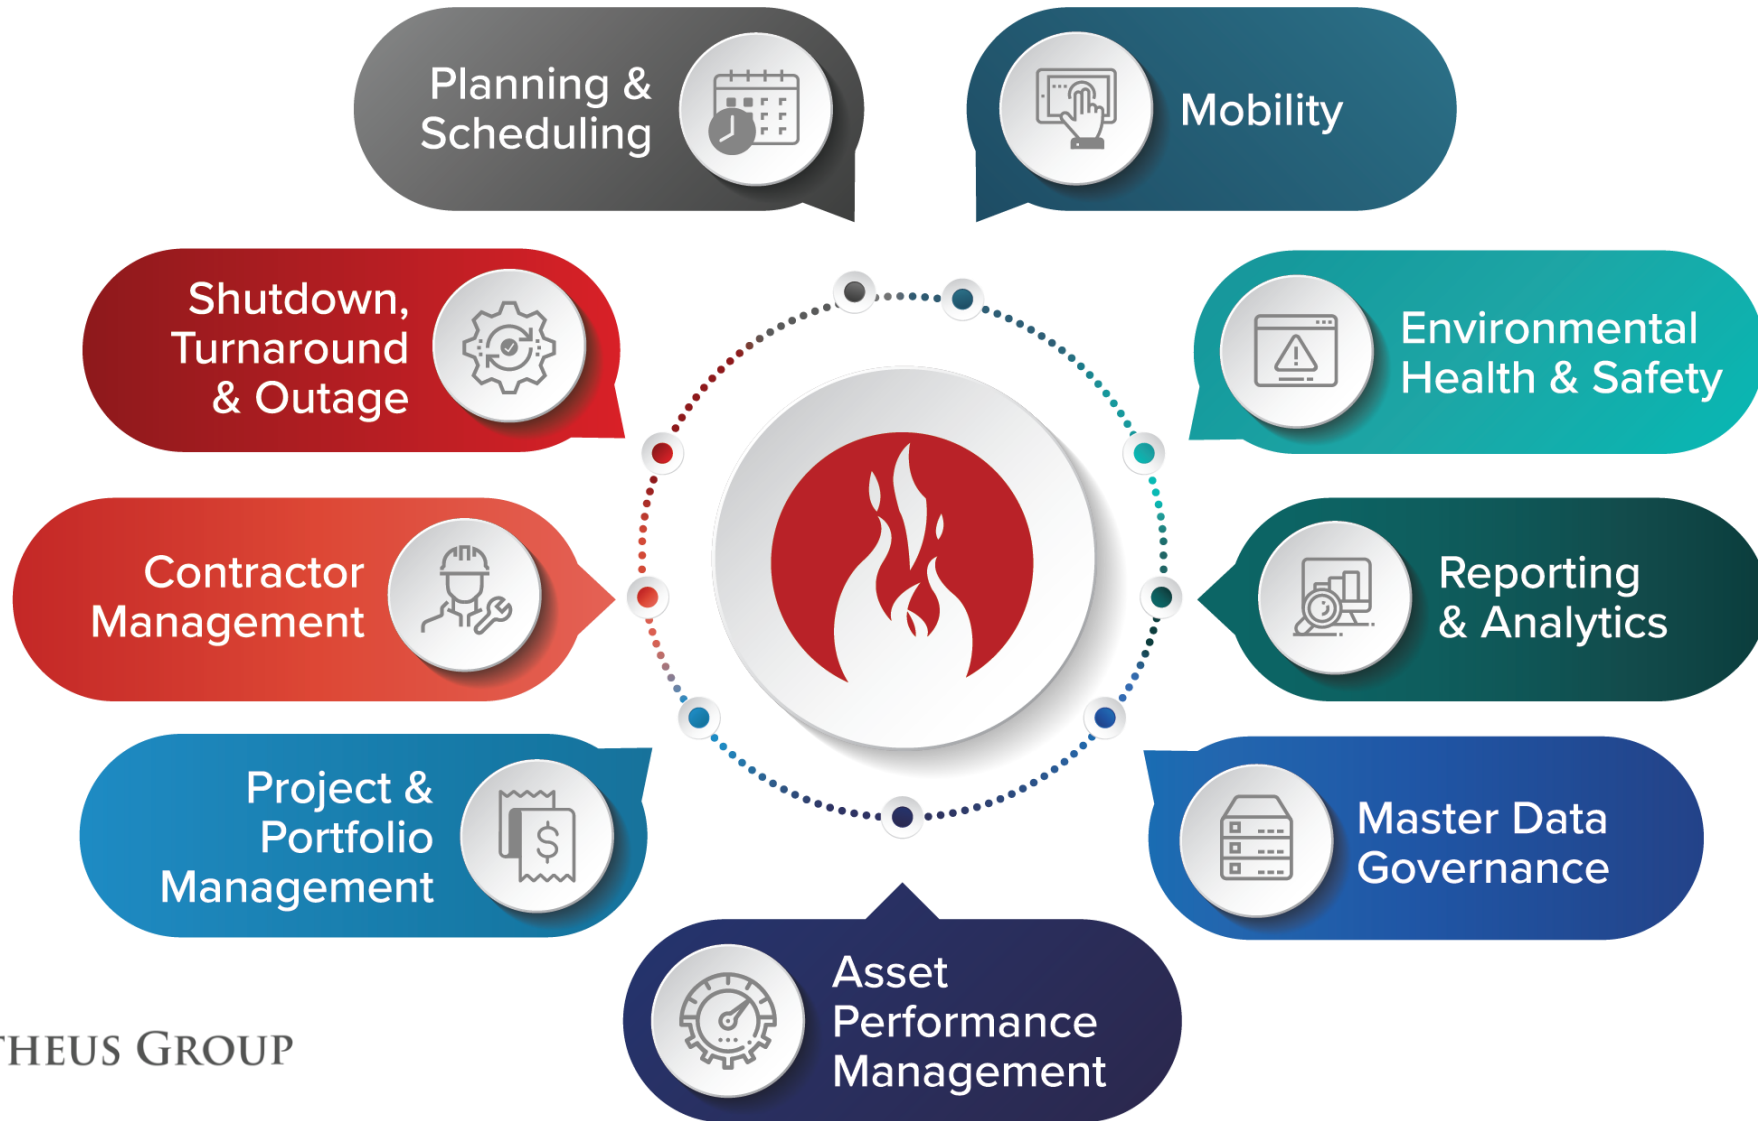 Planning &
Scheduling
Mobility
Shutdown,
Turnaround
& Outage
Environmental
Health & Safety
Contractor
Management
Reporting
& Analytics
Project &
Portfolio
Management
Master Data
Governance
Asset
Performance
Management
THEUS GROUP